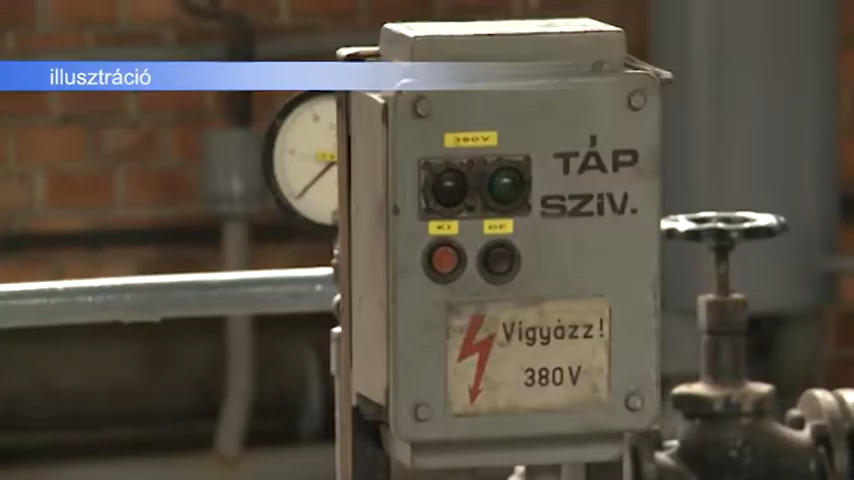 illusztráció
380V
TÁP
SZIV.
KI
BE
Vigyázz!
380V